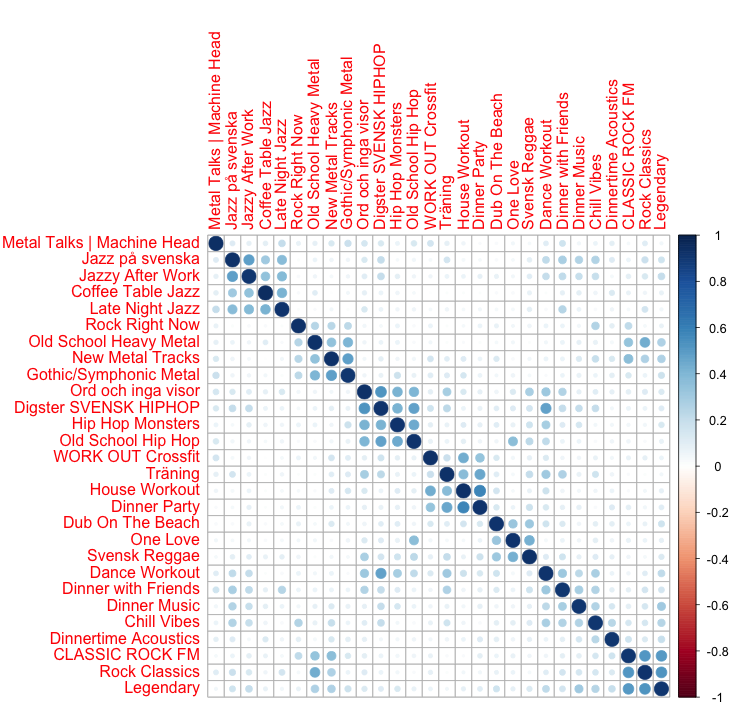 Metal Talks | Machine Head
Jazz på svenska
Jazzy After Work
Coffee Table Jazz
Late Night Jazz
Rock Right Now
Old School Heavy Metal
New Metal Tracks
Gothic/Symphonic Metal
Ord och inga visor
Digster SVENSK HIPHOP
Hip Hop Monsters
Old School Hip Hop
WORK OUT Crossfit
Träning
House Workout
Dinner Party
Dub On The Beach
One Love
Svensk Reggae
Dance Workout
Dinner with Friends
Dinner Music
Chill Vibes
Dinnertime Acoustics
CLASSIC ROCK FM
Rock Classics
Legendary
Metal Talks | Machine Head
Jazz på svenska
Jazzy After Work
Coffee Table Jazz
Late Night Jazz
Rock Right Now
Old School Heavy Metal
New Metal Tracks
Gothic/Symphonic Metal
Ord och inga visor
Digster SVENSK HIPHOP
Hip Hop Monsters
Old School Hip Hop
WORK OUT Crossfit
Träning
House Workout
Dinner Party
Dub On The Beach
One Love
Svensk Reggae
Dance Workout
Dinner with Friends
Dinner Music
Chill Vibes
Dinnertime Acoustics
CLASSIC ROCK FM
Rock Classics
Legendary
1
0.8
0.6
0.4
0.2
0
-0.2
-0.4
-0.6
-0.8
-1